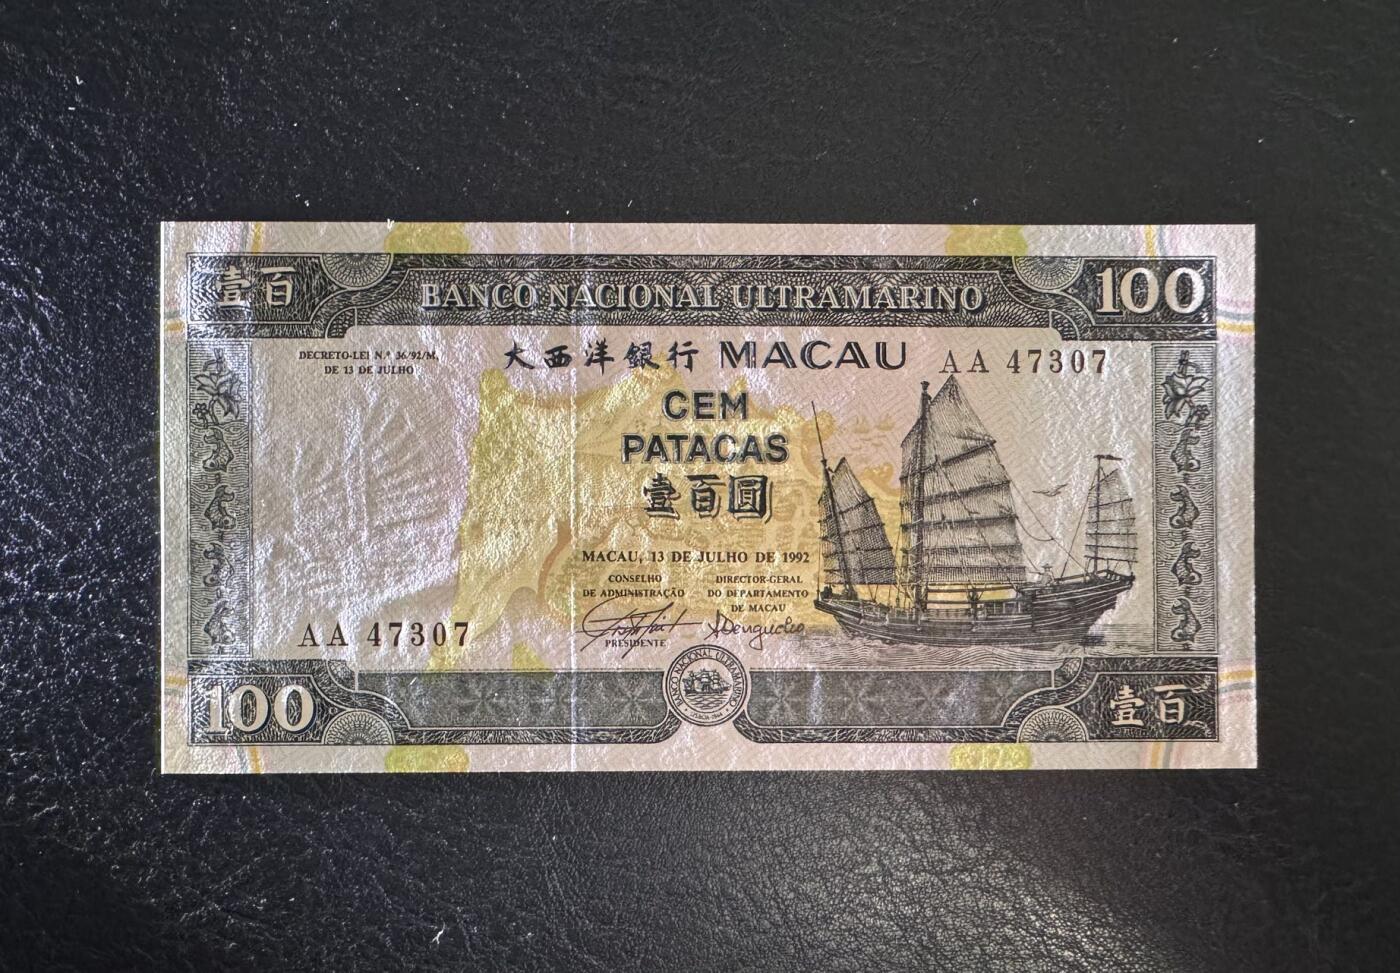 壹百
BANCO NACIONAL ULTRAMARINO
100
DECRETO-LEI N.º 36/92/M,
DE 13 DE JULHO
大西洋銀行 MACAU
AA 47307
CEM
PATACAS
壹百圓
MACAU, 13 DE JULHO DE 1992
CONSELHO
DE ADMINISTRAÇÃO
DIRECTOR-GERAL
DO DEPARTAMENTO
DE MACAU
AA 47307
PRESIDENTE
100
BANCO NACIONAL ULTRAMARINO
壹百